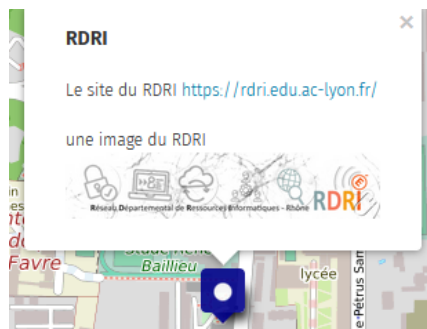 ×
RDRI
Le site du RDRI https://rdri.edu.ac-lyon.fr/
une image du RDRI
RDRI
Réseau Départemental de Ressources Informatiques - Rhône
Favre
Baillieu
lycée